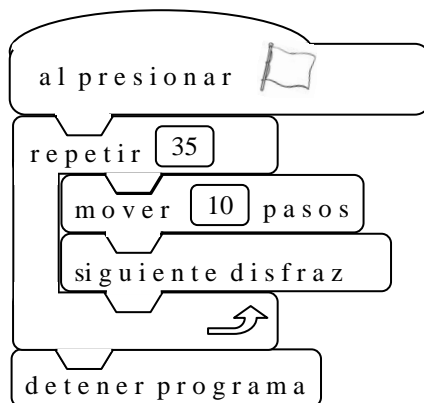 al presionar
repetir 35
mover 10 pasos
siguiente disfraz
detener programa